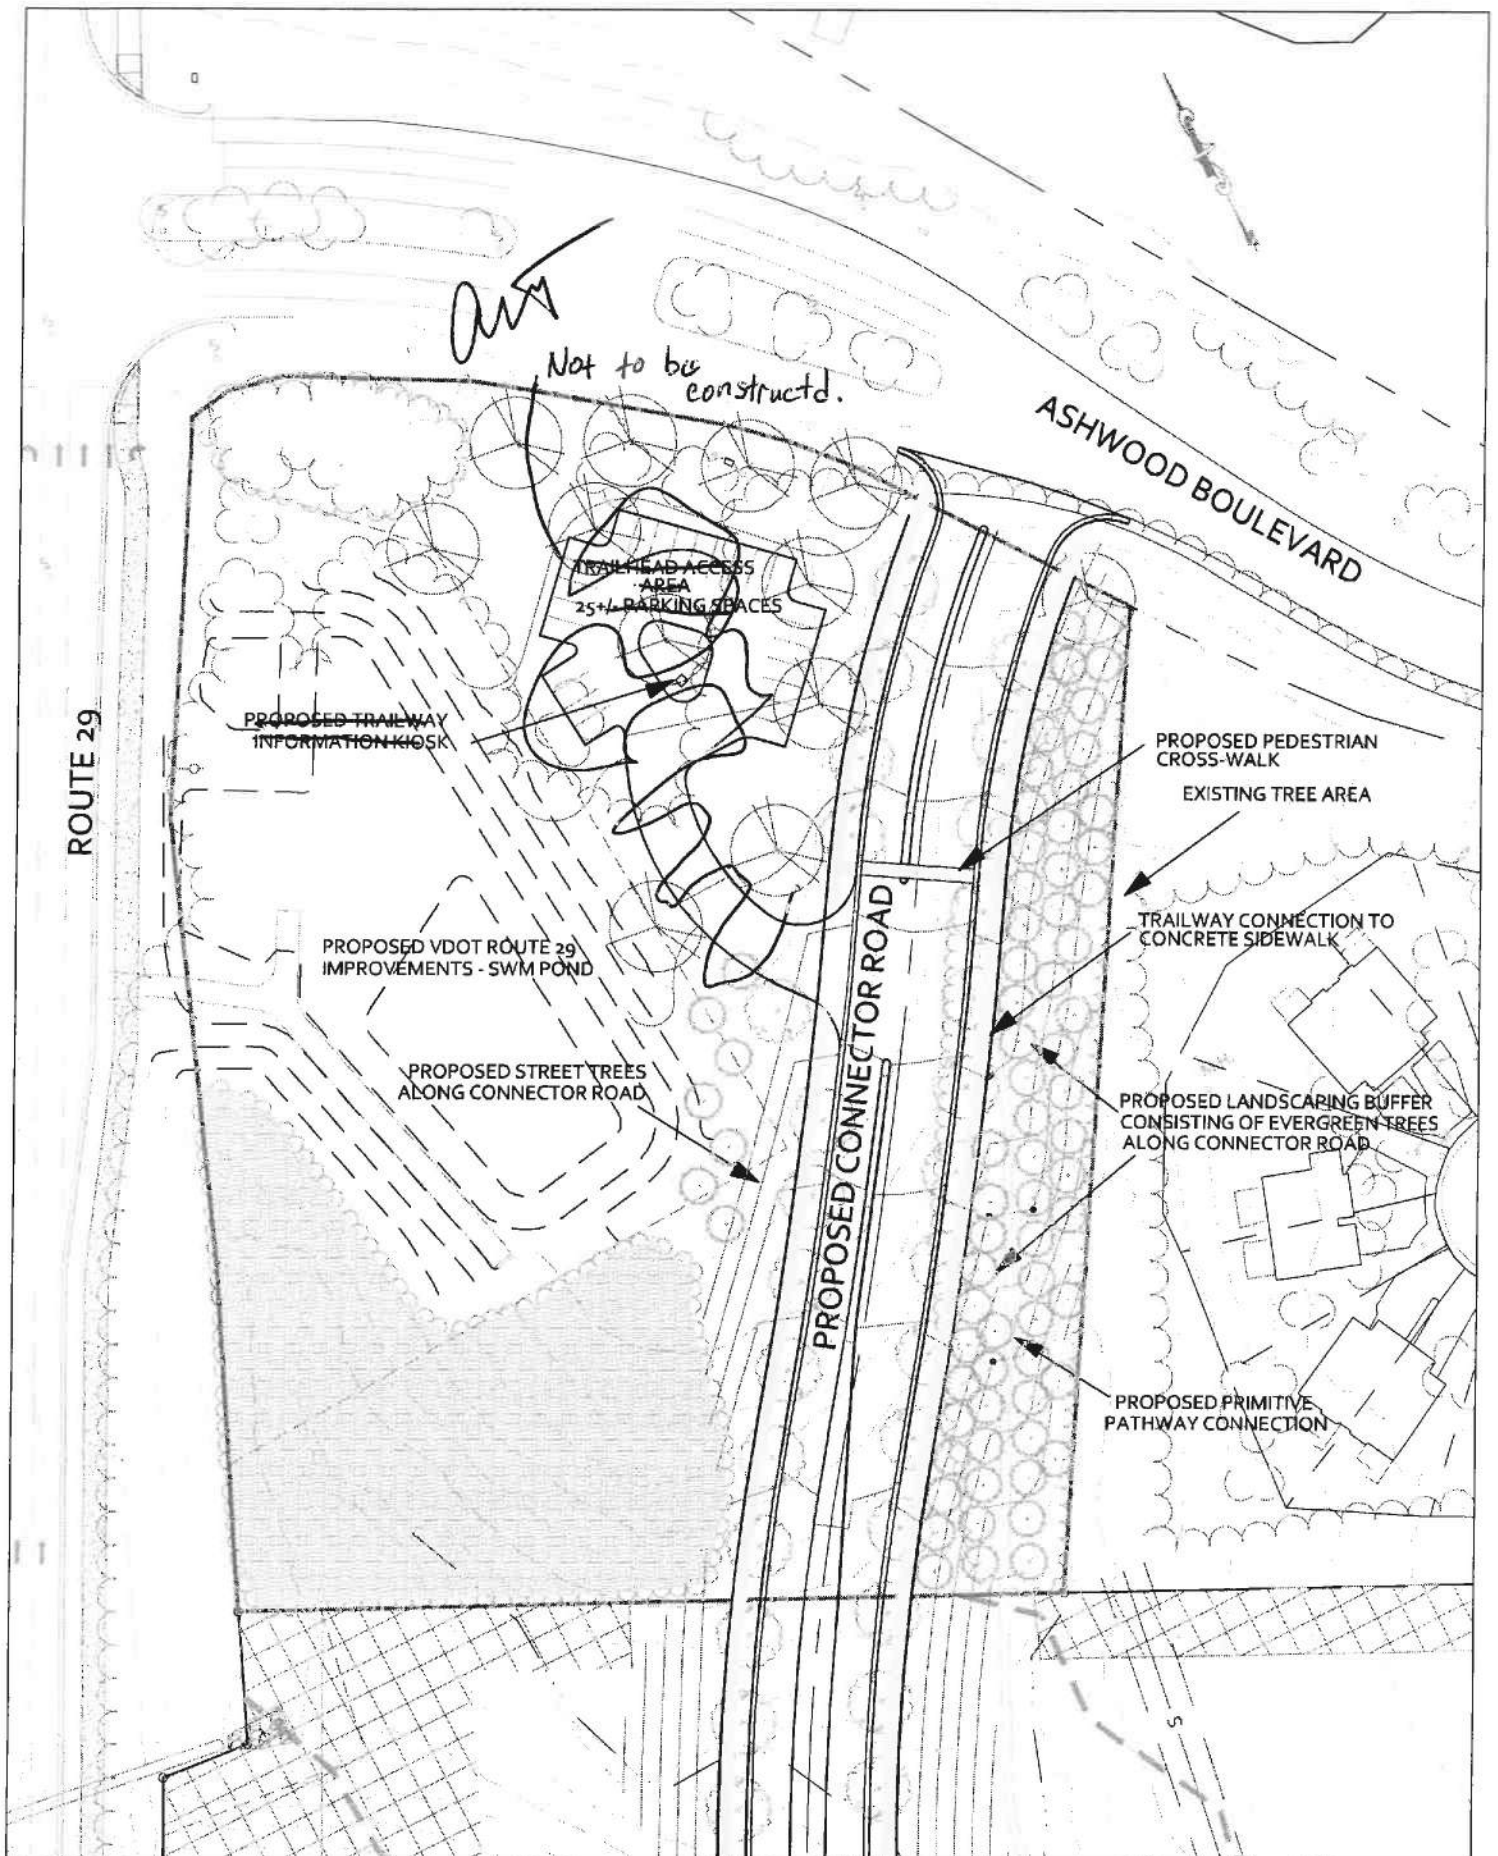 Not to be
constructd.
ASHWOOD BOULEVARD
TRAILHEAD ACCESS
AREA
25+/- PARKING SPACES
PROPOSED TRAILWAY
INFORMATION KIOSK
ROUTE 29
PROPOSED PEDESTRIAN
CROSS-WALK
EXISTING TREE AREA
TRAILWAY CONNECTION TO
CONCRETE SIDEWALK
PROPOSED VDOT ROUTE 29
IMPROVEMENTS - SWM POND
PROPOSED CONNECTOR ROAD
PROPOSED STREET TREES
ALONG CONNECTOR ROAD
PROPOSED LANDSCAPING BUFFER
CONSISTING OF EVERGREEN TREES
ALONG CONNECTOR ROAD
PROPOSED PRIMITIVE
PATHWAY CONNECTION
S